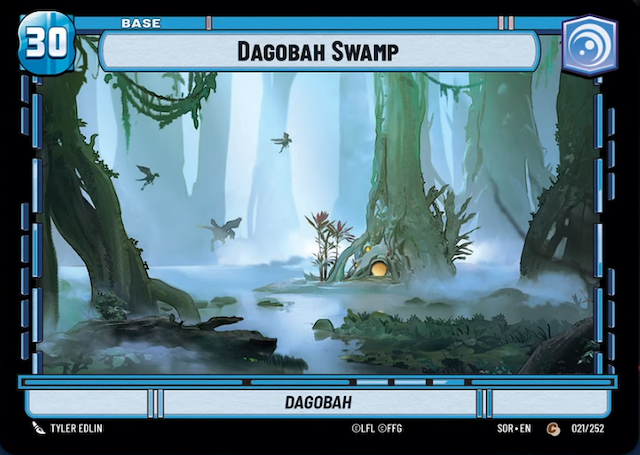 30
BASE
DAGOBAH SWAMP
DAGOBAH
TYLER EDLIN
©LFL ©FFG
SOR • EN
C
021/252